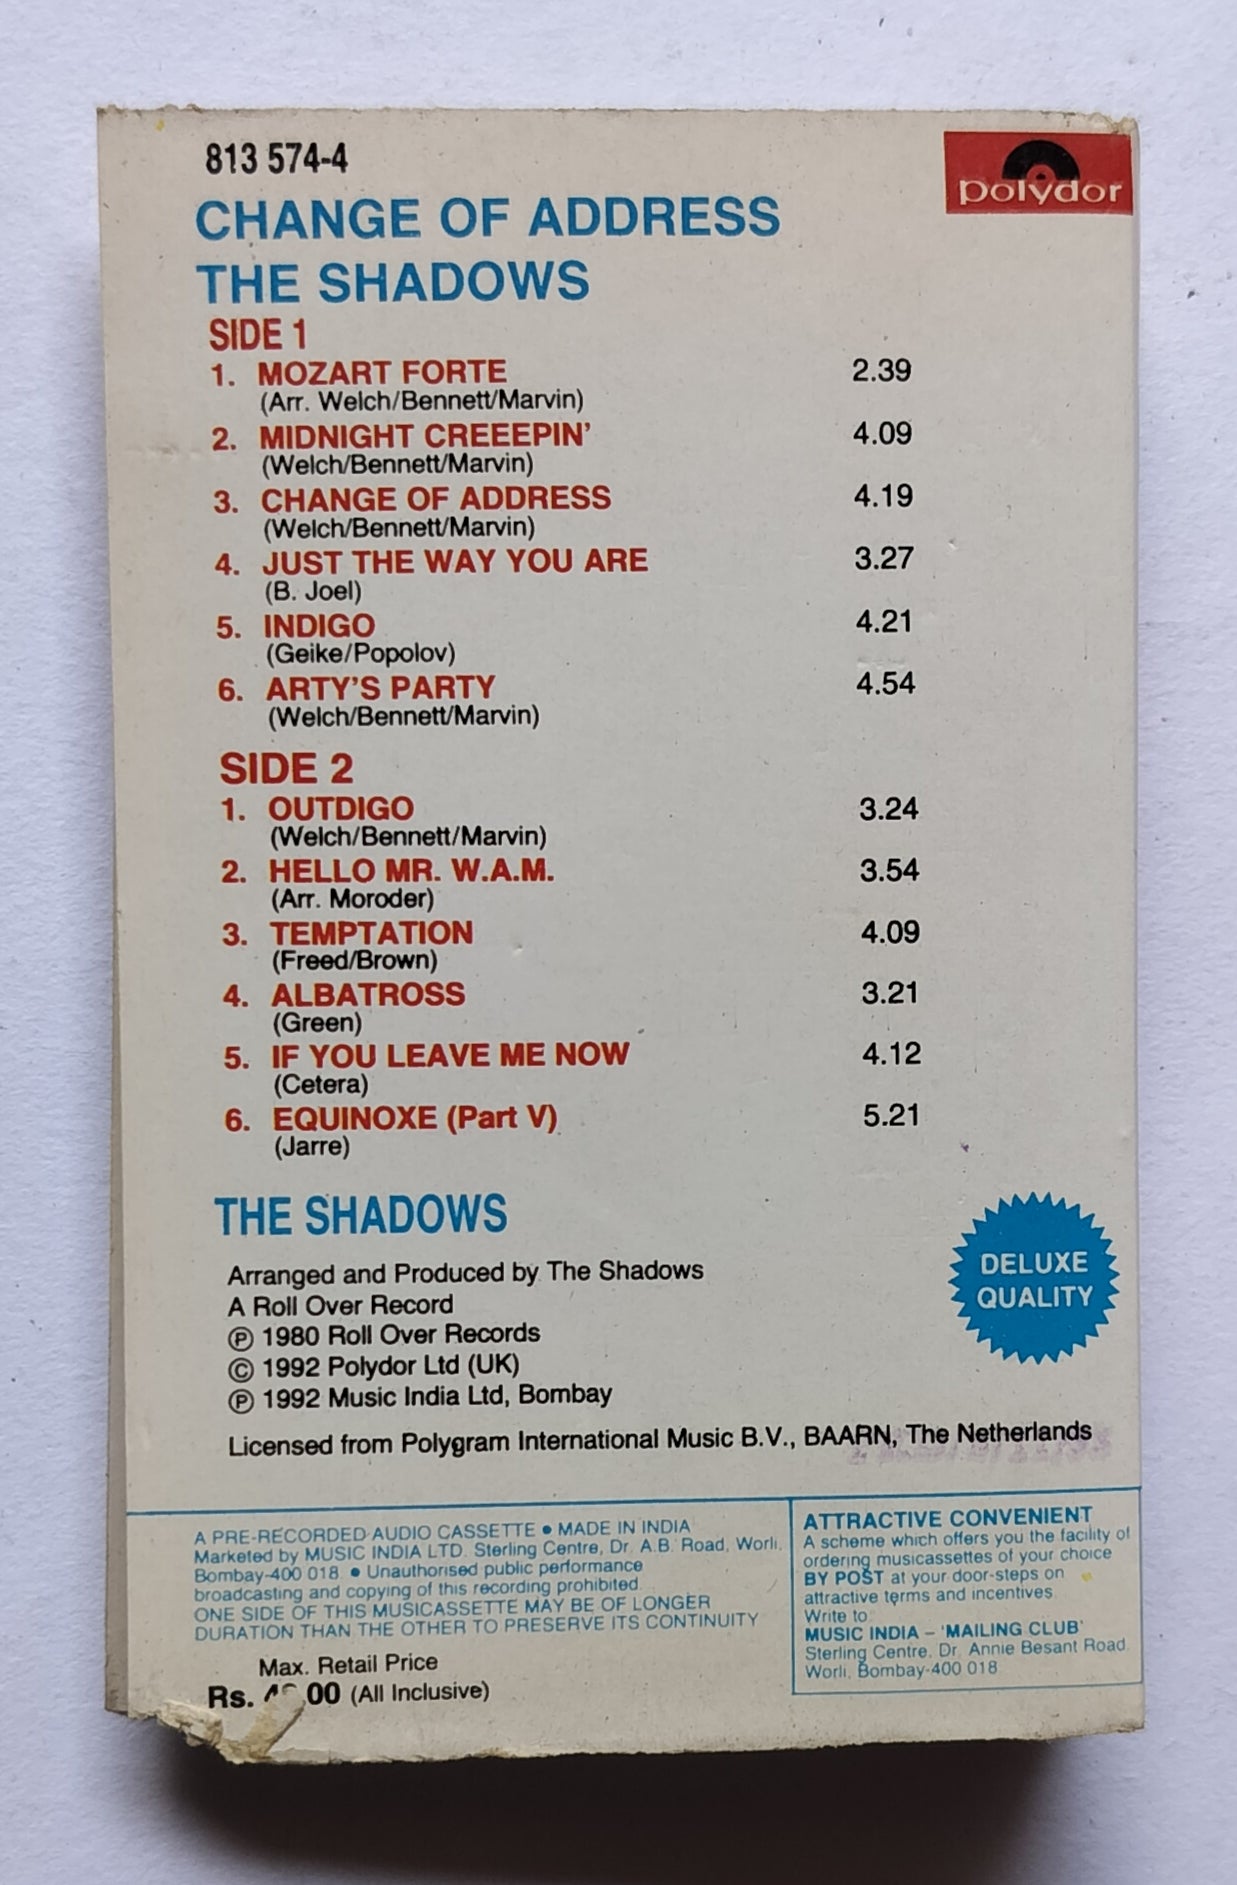 813 574-4
polydor
CHANGE OF ADDRESS
THE SHADOWS
SIDE 1
1. MOZART FORTE 2.39
(Arr. Welch/Bennett/Marvin)
2. MIDNIGHT CREEEPIN' 4.09
(Welch/Bennett/Marvin)
3. CHANGE OF ADDRESS 4.19
(Welch/Bennett/Marvin)
4. JUST THE WAY YOU ARE 3.27
(B. Joel)
5. INDIGO 4.21
(Geike/Popolov)
6. ARTY'S PARTY 4.54
(Welch/Bennett/Marvin)
SIDE 2
1. OUTDIGO 3.24
(Welch/Bennett/Marvin)
2. HELLO MR. W.A.M. 3.54
(Arr. Moroder)
3. TEMPTATION 4.09
(Freed/Brown)
4. ALBATROSS 3.21
(Green)
5. IF YOU LEAVE ME NOW 4.12
(Cetera)
6. EQUINOXE (Part V) 5.21
(Jarre)
THE SHADOWS
Arranged and Produced by The Shadows
A Roll Over Record
℗ 1980 Roll Over Records
© 1992 Polydor Ltd (UK)
℗ 1992 Music India Ltd, Bombay
Licensed from Polygram International Music B.V., BAARN, The Netherlands
DELUXE
QUALITY
A PRE-RECORDED AUDIO CASSETTE ● MADE IN INDIA
Marketed by MUSIC INDIA LTD. Sterling Centre, Dr. A.B. Road, Worli,
Bombay-400 018 ● Unauthorised public performance
broadcasting and copying of this recording prohibited.
ONE SIDE OF THIS MUSICASSETTE MAY BE OF LONGER
DURATION THAN THE OTHER TO PRESERVE ITS CONTINUITY
Max. Retail Price
Rs. 00 (All Inclusive)
ATTRACTIVE CONVENIENT
A scheme which offers you the facility of
ordering musicassettes of your choice
BY POST at your door-steps on
attractive terms and incentives.
Write to
MUSIC INDIA – 'MAILING CLUB'
Sterling Centre, Dr. Annie Besant Road,
Worli, Bombay-400 018